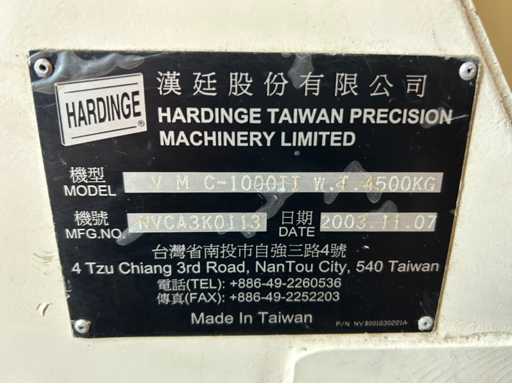 HARDINGE ®
漢廷股份有限公司
HARDINGE TAIWAN PRECISION
MACHINERY LIMITED
機型
MODEL V M C-1000II W.T.4500KG
機號 日期
MFG.NO. NVCA3K0113 DATE 2003.11.07
台灣省南投市自強三路4號
4 Tzu Chiang 3rd Road, NanTou City, 540 Taiwan
電話(TEL): +886-49-2260536
傳真(FAX): +886-49-2252203
Made In Taiwan